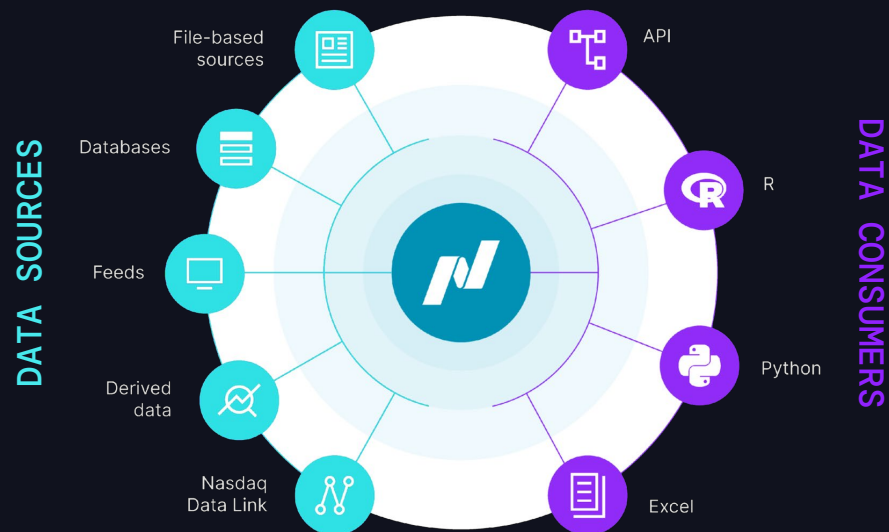 DATA SOURCES
File-based
sources
Databases
Feeds
Derived
data
Nasdaq
Data Link
API
R
R
Python
Excel
DATA CONSUMERS